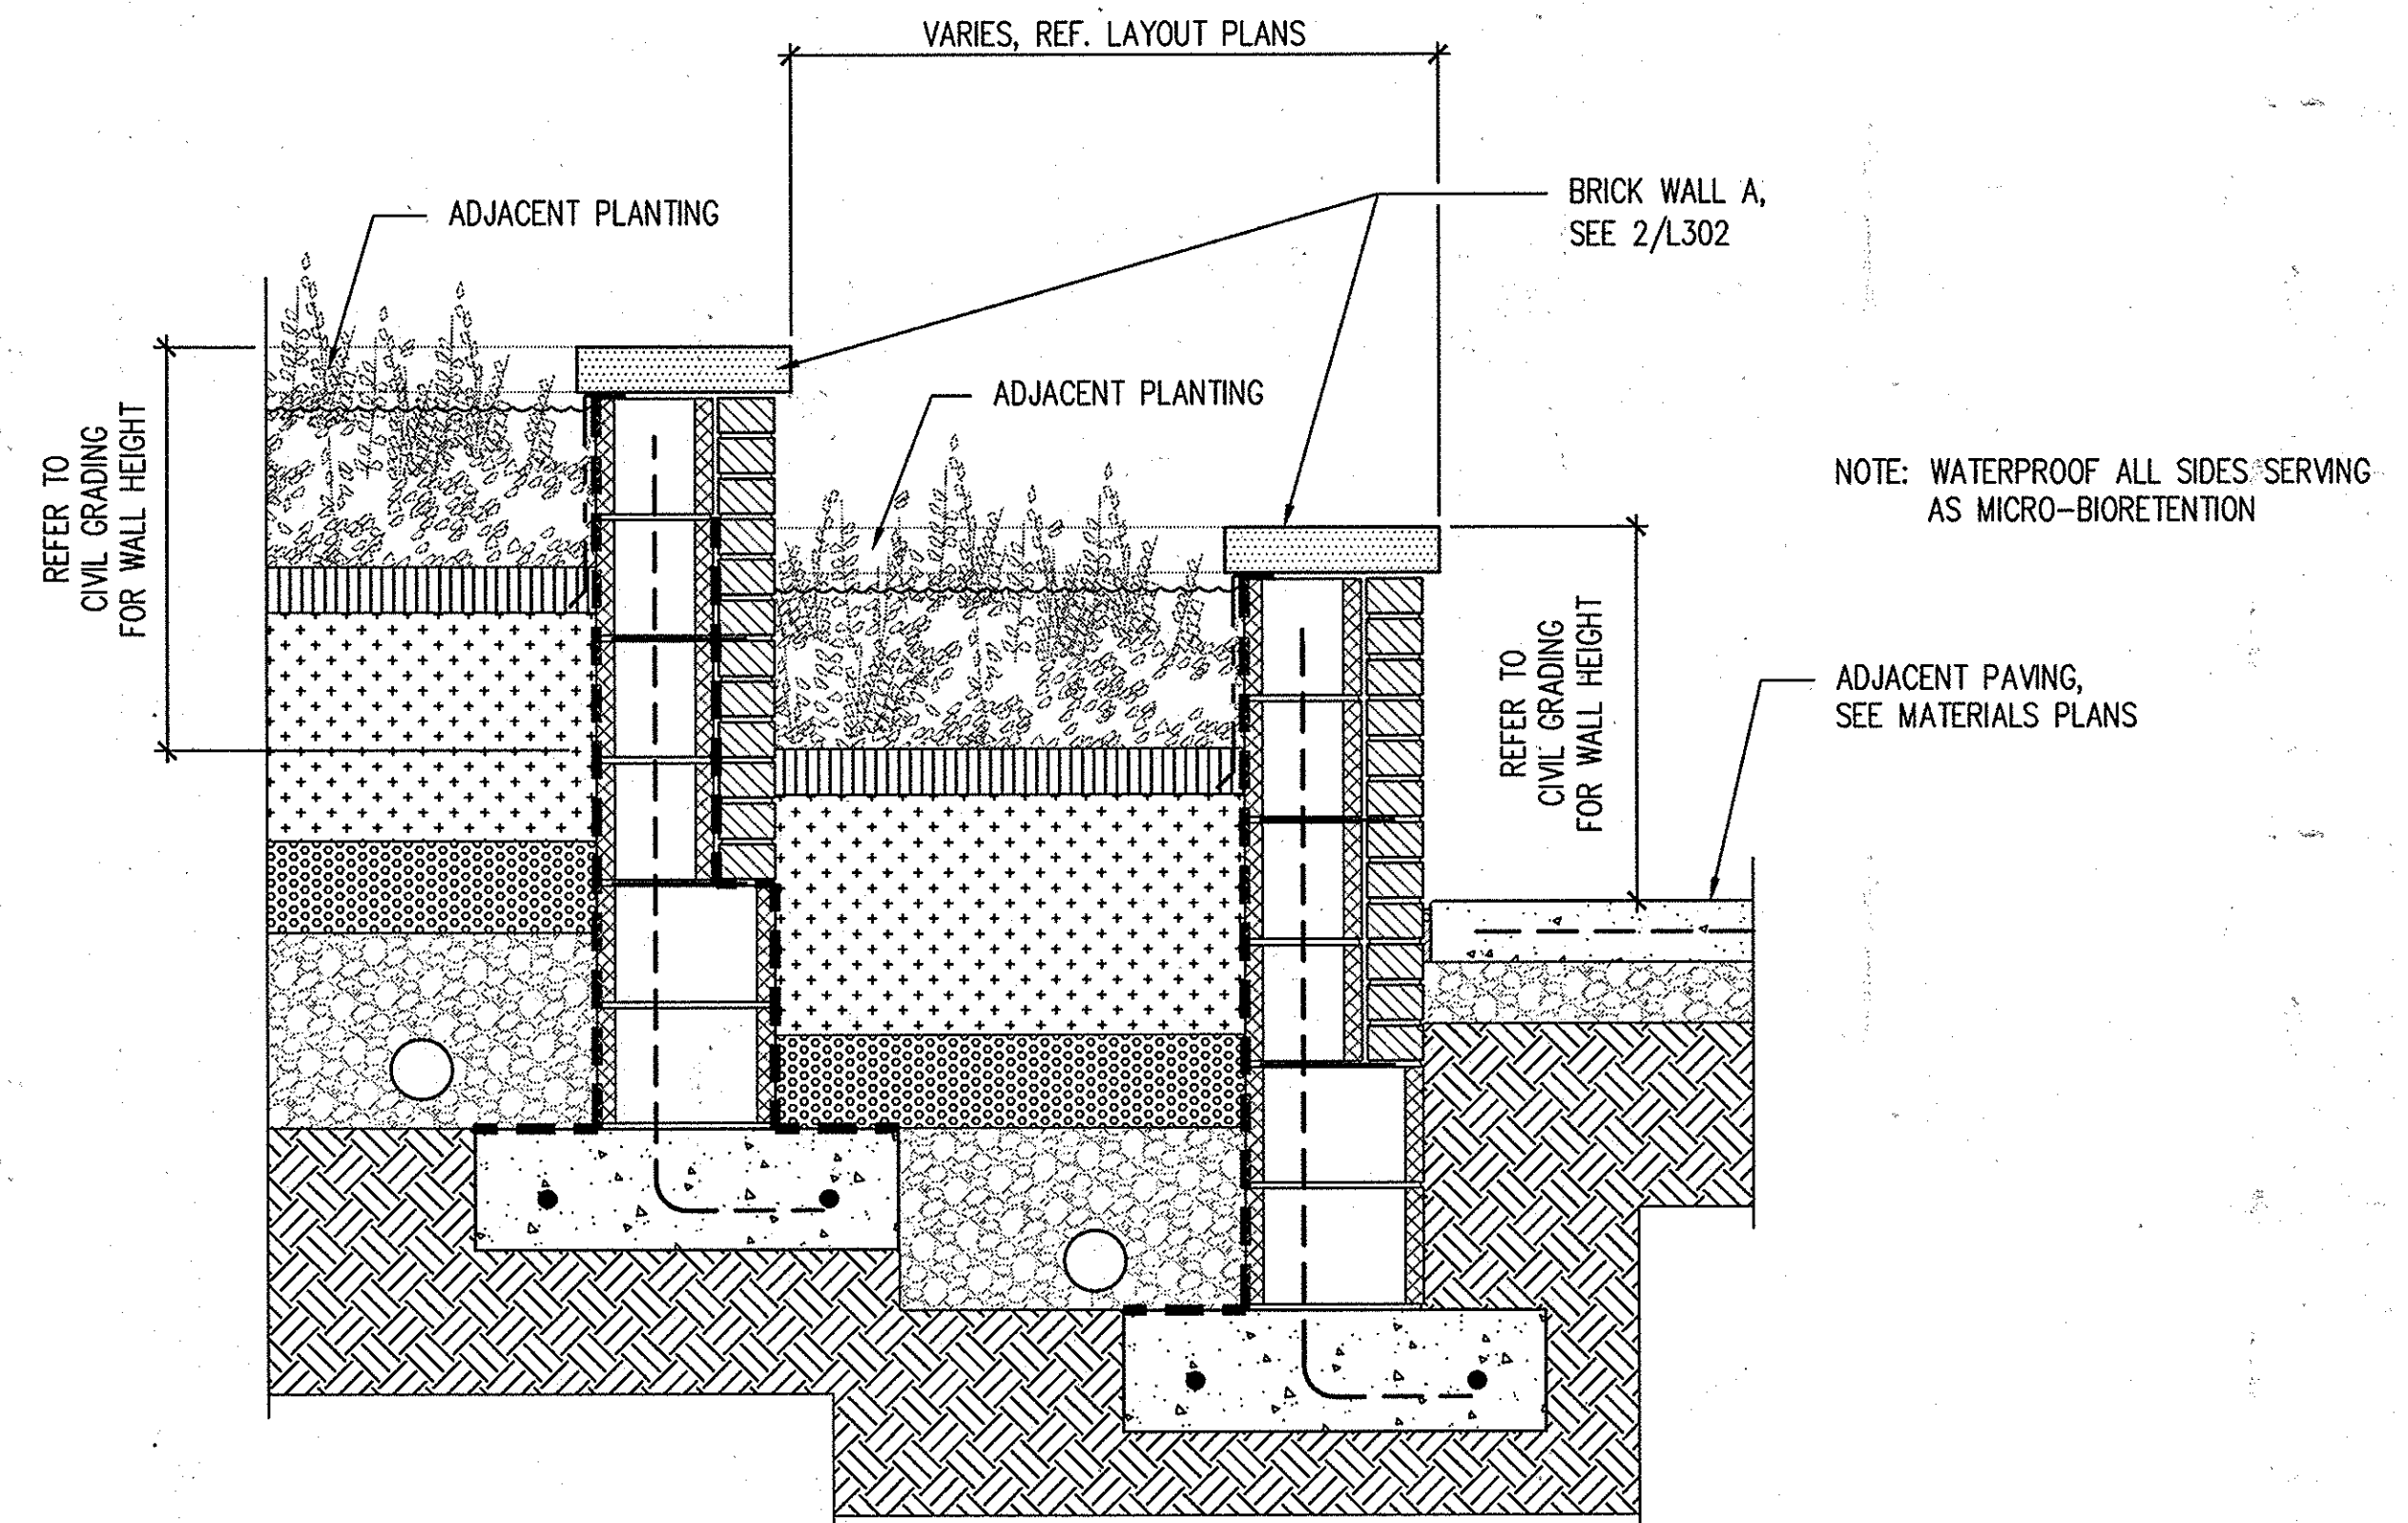 VARIES, REF. LAYOUT PLANS
BRICK WALL A,
SEE 2/L302
ADJACENT PLANTING
ADJACENT PLANTING
REFER TO
CIVIL GRADING
FOR WALL HEIGHT
NOTE: WATERPROOF ALL SIDES SERVING
AS MICRO-BIORETENTION
REFER TO
CIVIL GRADING
FOR WALL HEIGHT
ADJACENT PAVING,
SEE MATERIALS PLANS